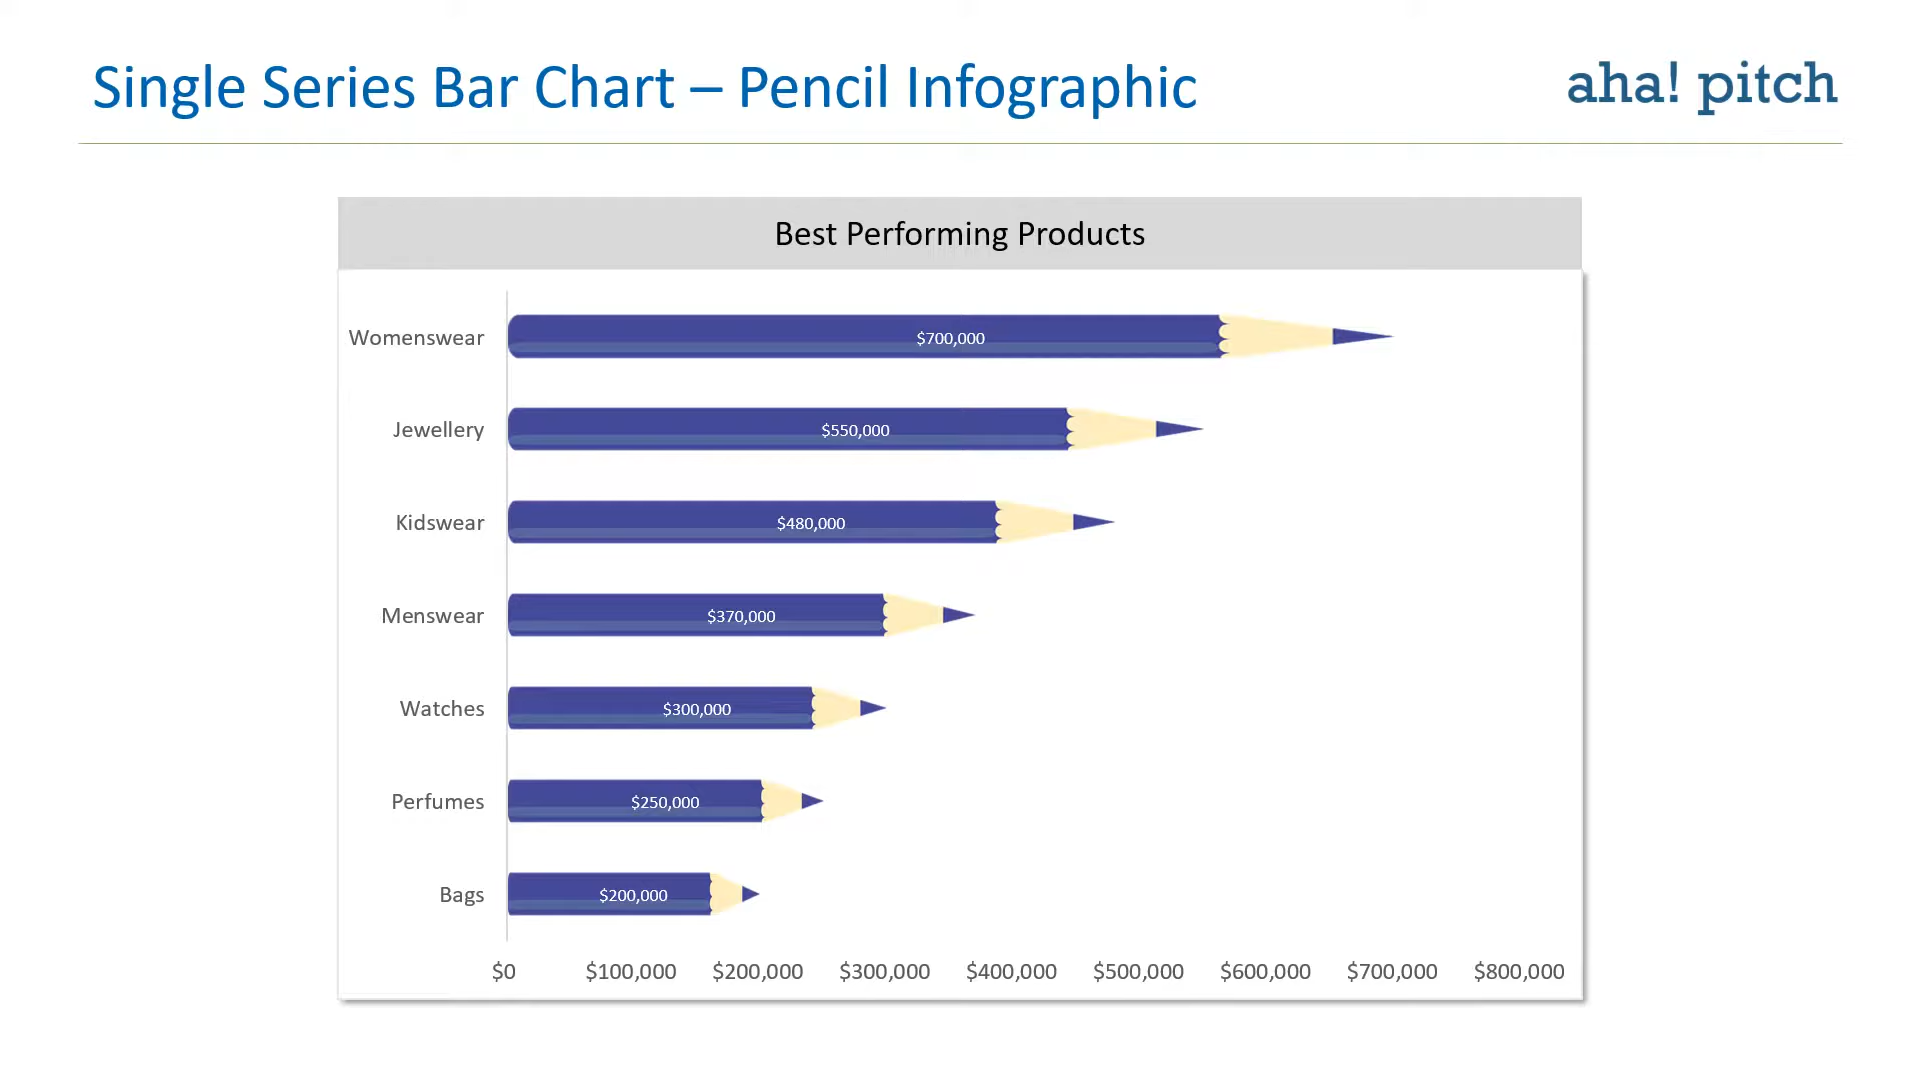 Single Series Bar Chart – Pencil Infographic
aha! pitch
Best Performing Products
Womenswear $700,000
Jewellery $550,000
Kidswear $480,000
Menswear $370,000
Watches $300,000
Perfumes $250,000
Bags $200,000
$0 $100,000 $200,000 $300,000 $400,000 $500,000 $600,000 $700,000 $800,000